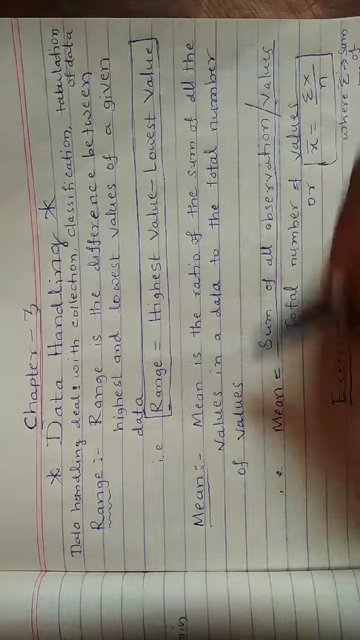 Chapter - 3
* Data Handling *
Data handling deals with collection, classification, tabulation
of data
Range :- Range is the difference between
highest and lowest values of a given
data
i.e Range = Highest Value - Lowest Value
Mean :- Mean is the ratio of the sum of all the
values in a data to the total number
of values
i.e. Mean = Sum of all observation/values
Total number of values
or x̄ = Σx
n
where Σ → sum
of